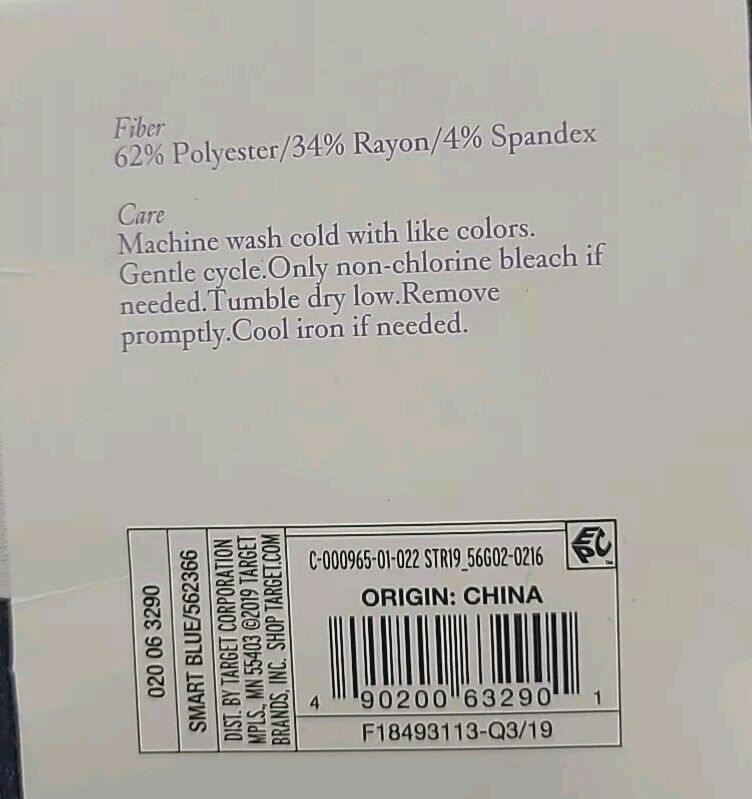 Fiber
62% Polyester/34% Rayon/4% Spandex
Care
Machine wash cold with like colors.
Gentle cycle.Only non-chlorine bleach if
needed.Tumble dry low.Remove
promptly.Cool iron if needed.
020 06 3290
SMART BLUE/562366
DIST. BY TARGET CORPORATION
MPLS., MN 55403 ©2019 TARGET
BRANDS, INC. SHOP TARGET.COM
C-000965-01-022 STR19_56G02-0216
EPC™
ORIGIN: CHINA
4 90200 63290 1
F18493113-Q3/19